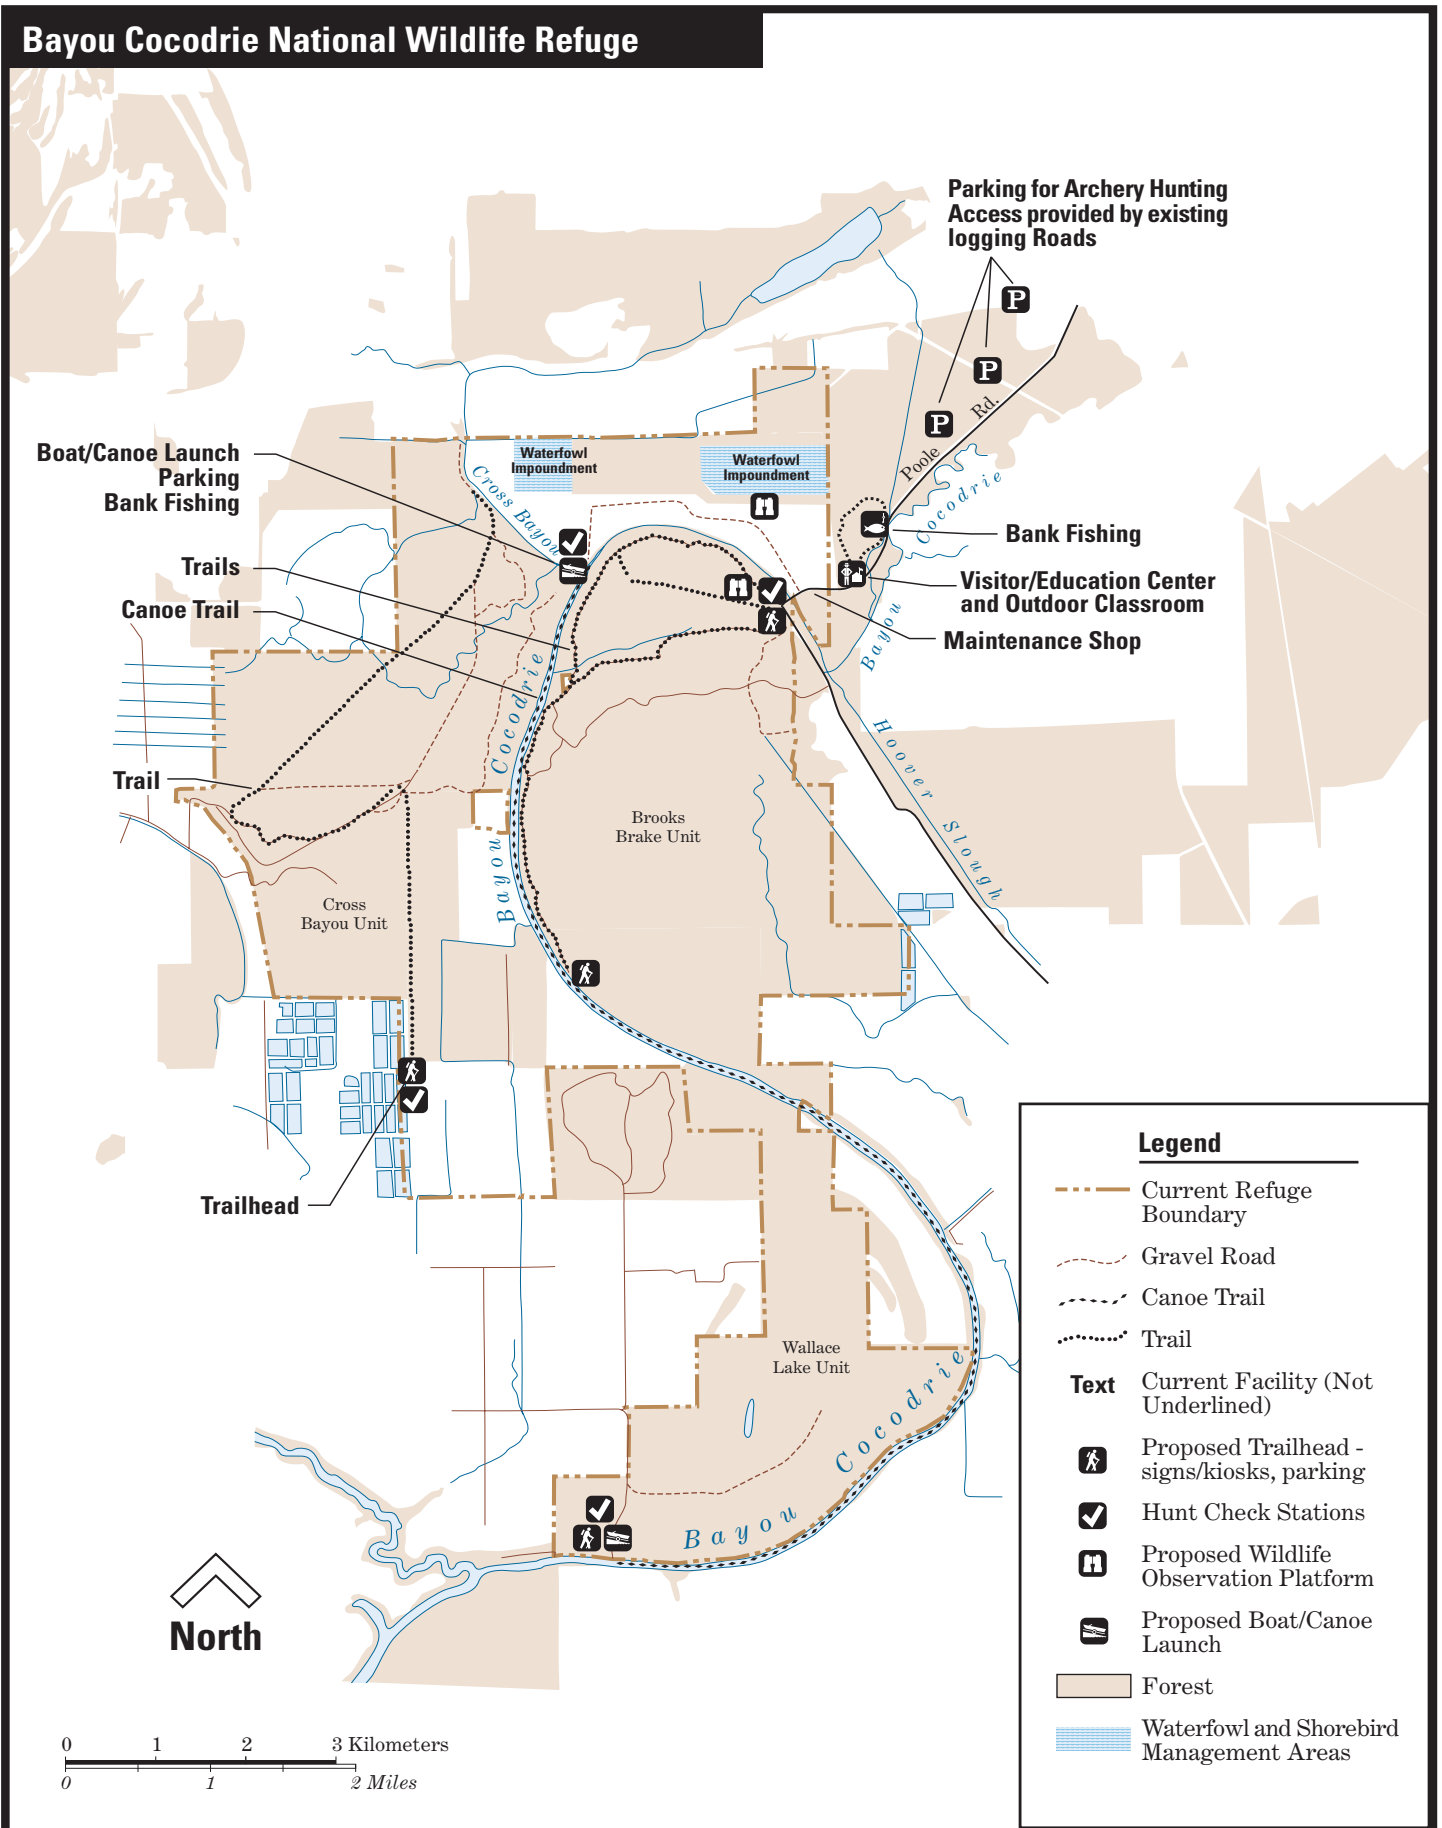 Bayou Cocodrie National Wildlife Refuge
Parking for Archery Hunting
Access provided by existing
logging Roads
P
P
P
Poole Rd.
Boat/Canoe Launch
Parking
Bank Fishing
Waterfowl
Impoundment
Waterfowl
Impoundment
Cross Bayou
Bayou Cocodrie
Bank Fishing
Trails
Visitor/Education Center
and Outdoor Classroom
Canoe Trail
Maintenance Shop
Bayou Cocodrie
Hoover Slough
Trail
Brooks
Brake Unit
Cross
Bayou Unit
Trailhead
Wallace
Lake Unit
Bayou Cocodrie
North
0 1 2 3 Kilometers
0 1 2 Miles
Legend
Current Refuge
Boundary
Gravel Road
Canoe Trail
Trail
Text Current Facility (Not
Underlined)
Proposed Trailhead -
signs/kiosks, parking
Hunt Check Stations
Proposed Wildlife
Observation Platform
Proposed Boat/Canoe
Launch
Forest
Waterfowl and Shorebird
Management Areas